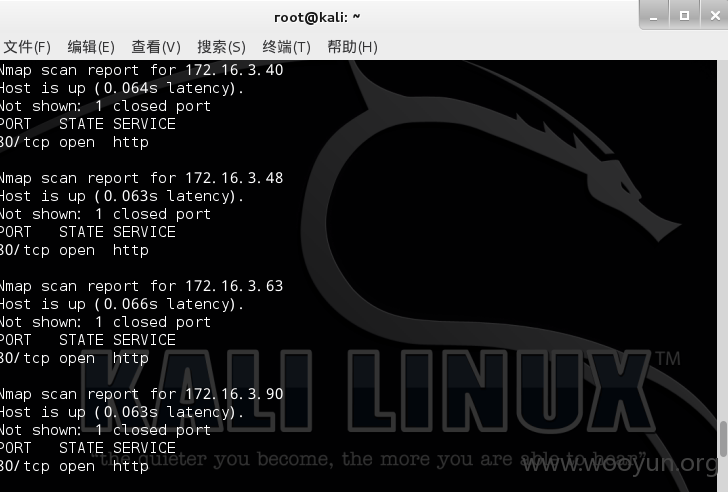 root@kali: ~
文件(F) 编辑(E) 查看(V) 搜索(S) 终端(T) 帮助(H)
Nmap scan report for 172.16.3.40
Host is up (0.064s latency).
Not shown: 1 closed port
PORT   STATE SERVICE
80/tcp open  http
Nmap scan report for 172.16.3.48
Host is up (0.063s latency).
Not shown: 1 closed port
PORT   STATE SERVICE
80/tcp open  http
Nmap scan report for 172.16.3.63
Host is up (0.066s latency).
Not shown: 1 closed port
PORT   STATE SERVICE
80/tcp open  http
Nmap scan report for 172.16.3.90
Host is up (0.063s latency).
Not shown: 1 closed port
PORT   STATE SERVICE
80/tcp open  http
KALI LINUX™
"the quieter you become, the more you are able to hear"
www.wooyun.org